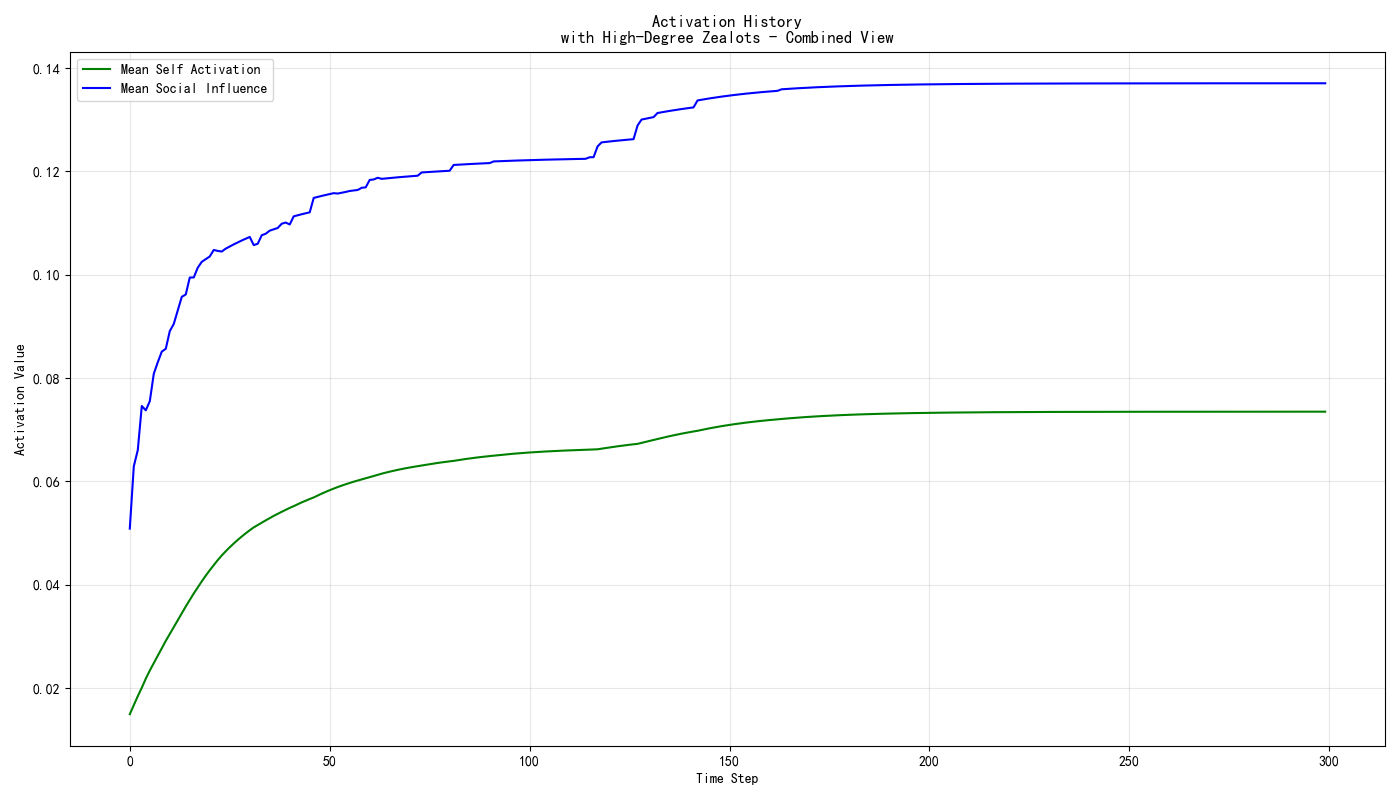 Activation History
with High-Degree Zealots - Combined View
Mean Self Activation
Mean Social Influence
Activation Value
0.14
0.12
0.10
0.08
0.06
0.04
0.02
0
50
100
150
200
250
300
Time Step